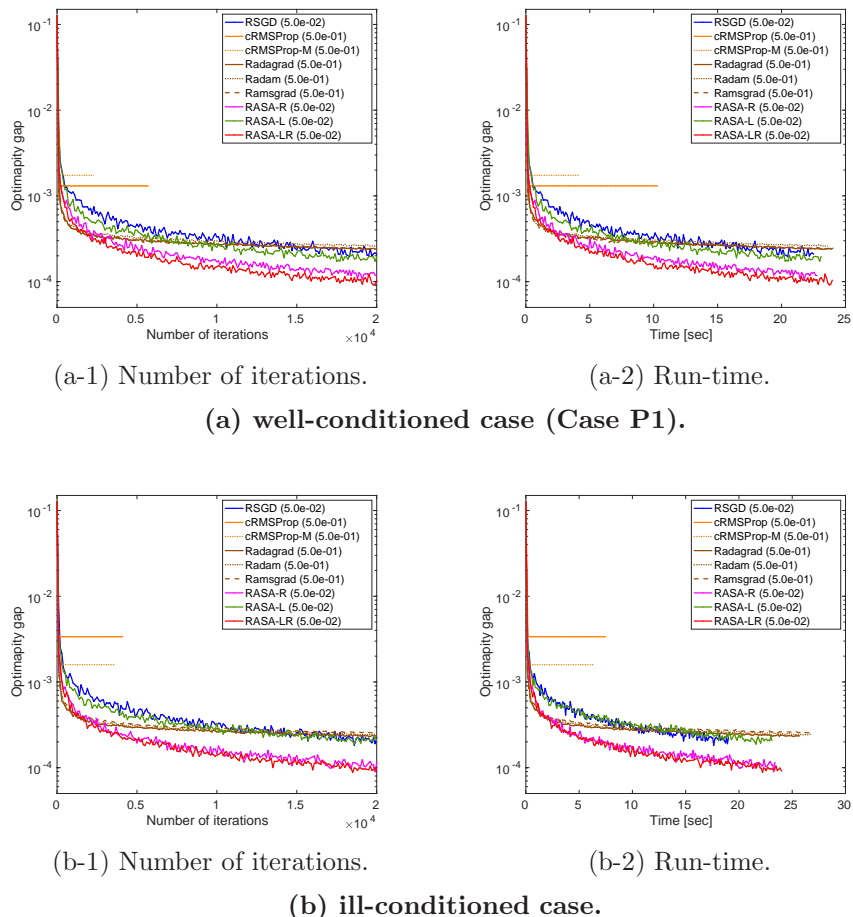 10^-1
10^-2
10^-3
10^-4
Optimapity gap
RSGD (5.0e-02)
cRMSProp (5.0e-01)
cRMSProp-M (5.0e-01)
Radagrad (5.0e-01)
Radam (5.0e-01)
Ramsgrad (5.0e-01)
RASA-R (5.0e-02)
RASA-L (5.0e-02)
RASA-LR (5.0e-02)
0 0.5 1 1.5 2
Number of iterations
×10^4
10^-1
10^-2
10^-3
10^-4
Optimapity gap
RSGD (5.0e-02)
cRMSProp (5.0e-01)
cRMSProp-M (5.0e-01)
Radagrad (5.0e-01)
Radam (5.0e-01)
Ramsgrad (5.0e-01)
RASA-R (5.0e-02)
RASA-L (5.0e-02)
RASA-LR (5.0e-02)
0 5 10 15 20 25
Time [sec]
(a-1) Number of iterations.
(a-2) Run-time.
(a) well-conditioned case (Case P1).
10^-1
10^-2
10^-3
10^-4
Optimapity gap
RSGD (5.0e-02)
cRMSProp (5.0e-01)
cRMSProp-M (5.0e-01)
Radagrad (5.0e-01)
Radam (5.0e-01)
Ramsgrad (5.0e-01)
RASA-R (5.0e-02)
RASA-L (5.0e-02)
RASA-LR (5.0e-02)
0 0.5 1 1.5 2
Number of iterations
×10^4
10^-1
10^-2
10^-3
10^-4
Optimapity gap
RSGD (5.0e-02)
cRMSProp (5.0e-01)
cRMSProp-M (5.0e-01)
Radagrad (5.0e-01)
Radam (5.0e-01)
Ramsgrad (5.0e-01)
RASA-R (5.0e-02)
RASA-L (5.0e-02)
RASA-LR (5.0e-02)
0 5 10 15 20 25 30
Time [sec]
(b-1) Number of iterations.
(b-2) Run-time.
(b) ill-conditioned case.